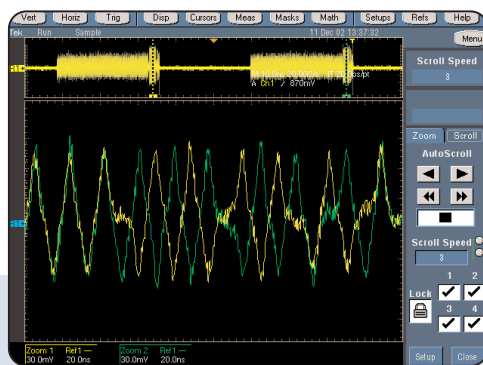 Vert Horiz Trig Disp Cursors Meas Masks Math Setups Refs Help
Tek Run Sample 11 Dec 02 13:37:32
Menu
Scroll Speed
3
A Ch1 / 870mV
Zoom Scroll
AutoScroll
Scroll Speed
3
1 2
Lock
3 4
Zoom 1 Ref1 — Zoom 2 Ref1 —
30.0mV 20.0ns 30.0mV 20.0ns
Setup Close